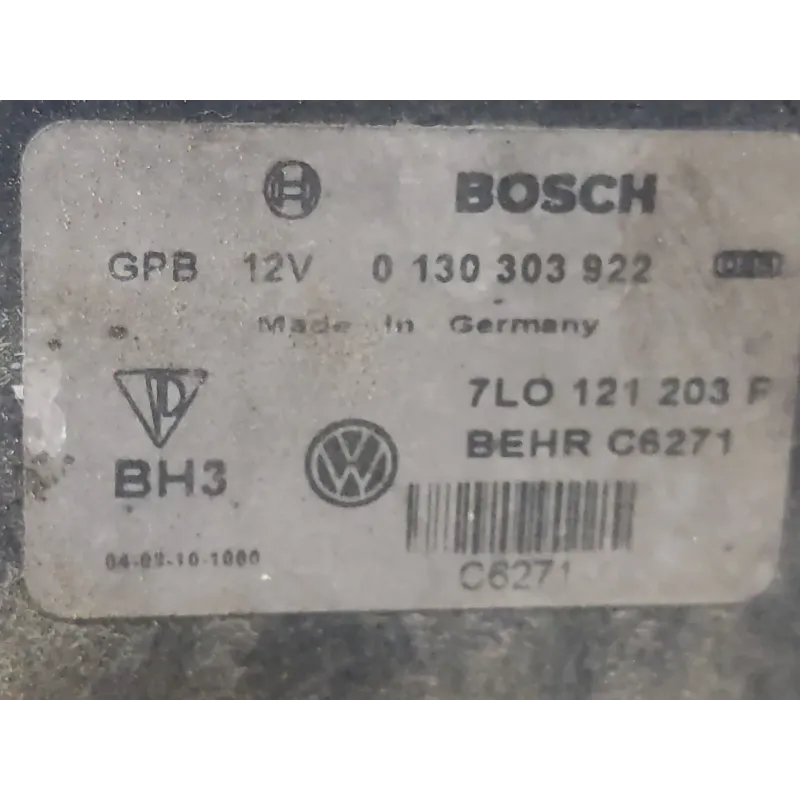 BOSCH
GPB 12V 0 130 303 922
Made in Germany
7LO 121 203 F
BEHR C6271
BH3
C6271